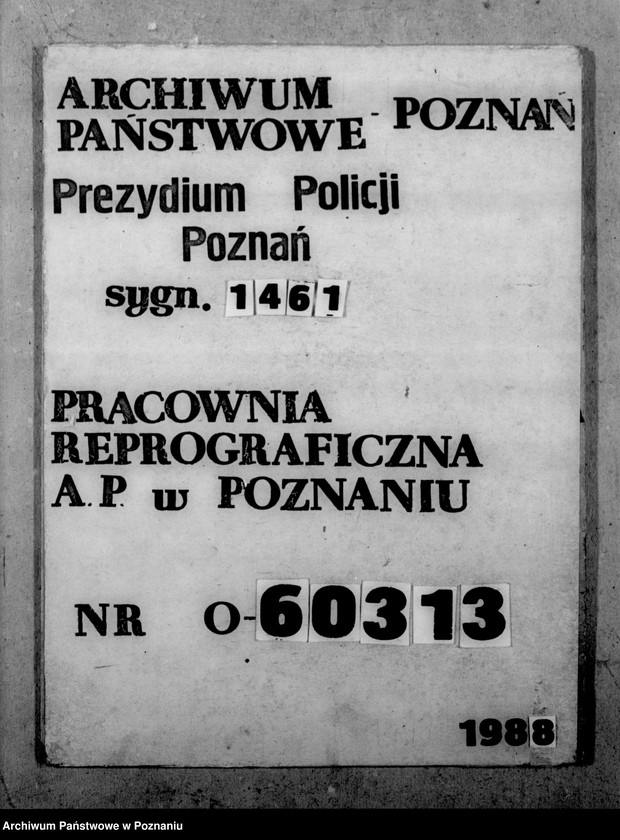 ARCHIWUM
PAŃSTWOWE - POZNAŃ
Prezydium Policji
Poznań
sygn. 1461
PRACOWNIA
REPROGRAFICZNA
A.P. w POZNANIU
NR O-60313
1988
Archiwum Państwowe w Poznaniu